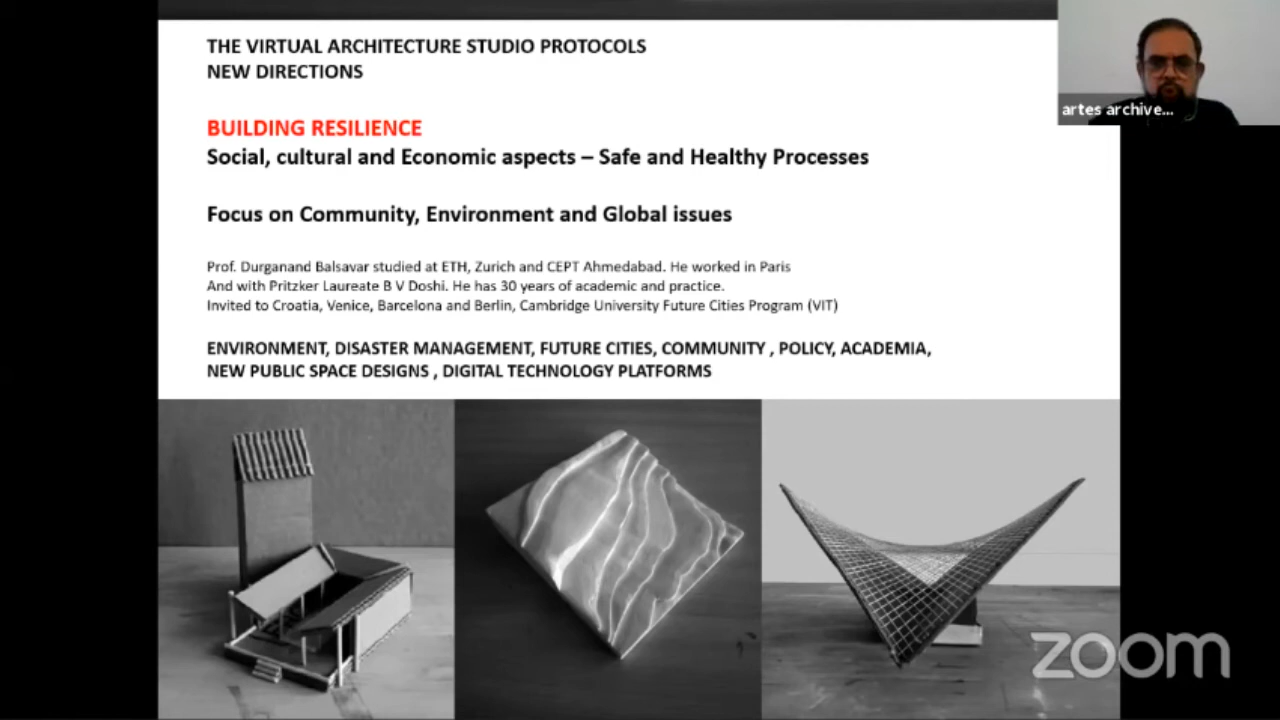 THE VIRTUAL ARCHITECTURE STUDIO PROTOCOLS
NEW DIRECTIONS
BUILDING RESILIENCE
Social, cultural and Economic aspects – Safe and Healthy Processes
Focus on Community, Environment and Global issues
Prof. Durganand Balsavar studied at ETH, Zurich and CEPT Ahmedabad. He worked in Paris
And with Pritzker Laureate B V Doshi. He has 30 years of academic and practice.
Invited to Croatia, Venice, Barcelona and Berlin, Cambridge University Future Cities Program (VIT)
ENVIRONMENT, DISASTER MANAGEMENT, FUTURE CITIES, COMMUNITY , POLICY, ACADEMIA,
NEW PUBLIC SPACE DESIGNS , DIGITAL TECHNOLOGY PLATFORMS
artes archive...
zoom